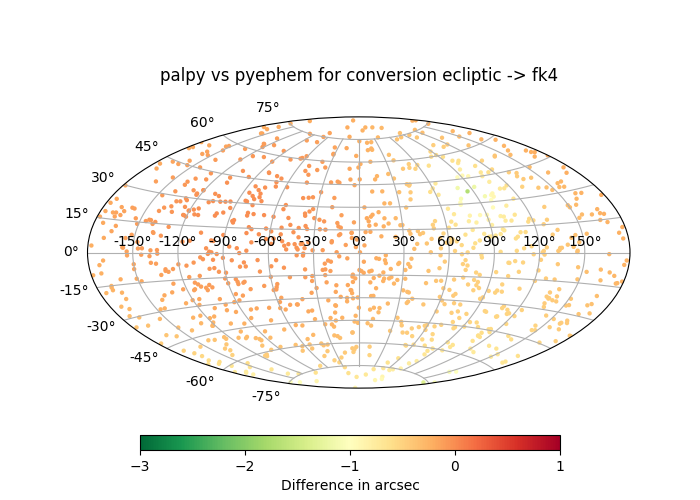 palpy vs pyephem for conversion ecliptic -> fk4
75°
60°
45°
30°
15°
0°
-150° -120° -90° -60° -30° 0° 30° 60° 90° 120° 150°
-15°
-30°
-45°
-60°
-75°
−3 −2 −1 0 1
Difference in arcsec